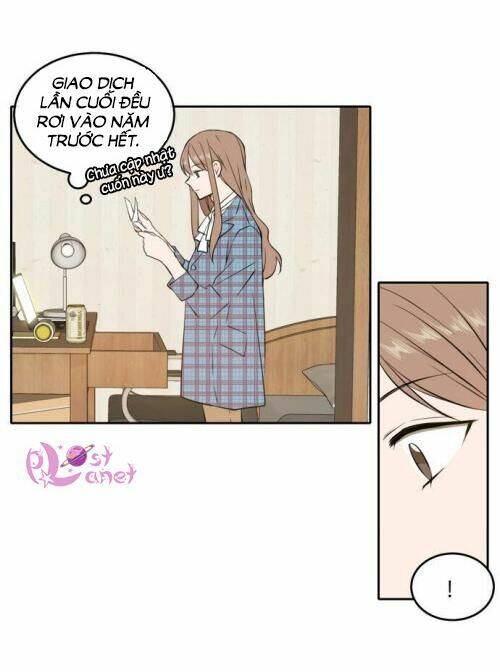 GIAO DỊCH
LẦN CUỐI ĐỀU
RƠI VÀO NĂM
TRƯỚC HẾT.
Chưa cập nhật
cuốn này ư?
Lost
Planet
!